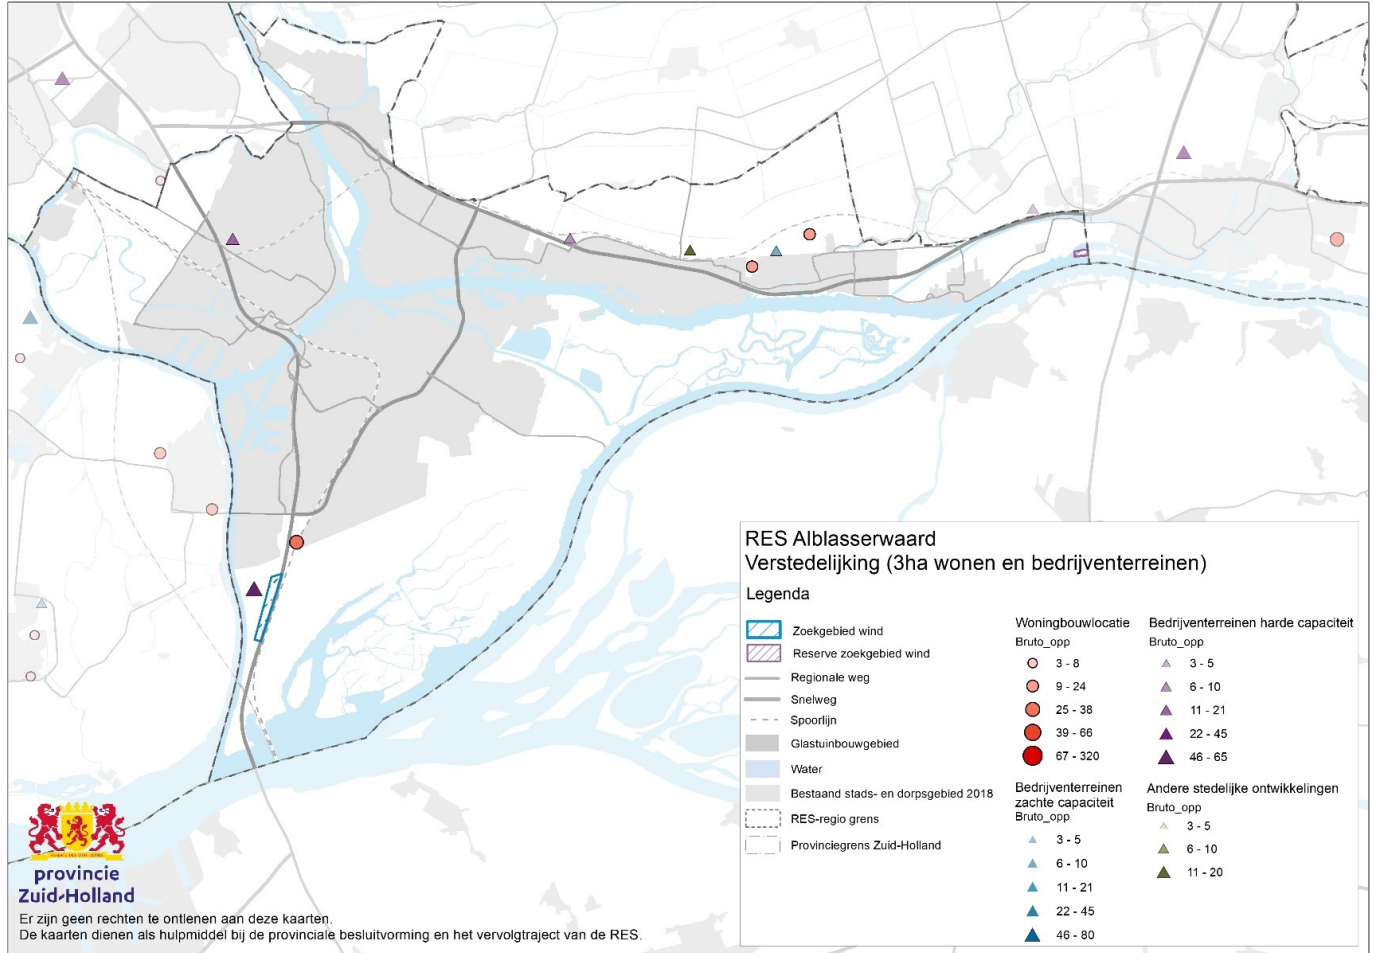 RES Alblasserwaard
Verstedelijking (3ha wonen en bedrijventerreinen)
Legenda
Zoekgebied wind
Reserve zoekgebied wind
Regionale weg
Snelweg
Spoorlijn
Glastuinbouwgebied
Water
Bestaand stads- en dorpsgebied 2018
RES-regio grens
Provinciegrens Zuid-Holland
Woningbouwlocatie
Bruto_opp
3 - 8
9 - 24
25 - 38
39 - 66
67 - 320
Bedrijventerreinen
zachte capaciteit
Bruto_opp
3 - 5
6 - 10
11 - 21
22 - 45
46 - 80
Bedrijventerreinen harde capaciteit
Bruto_opp
3 - 5
6 - 10
11 - 21
22 - 45
46 - 65
Andere stedelijke ontwikkelingen
Bruto_opp
3 - 5
6 - 10
11 - 20
provincie
Zuid-Holland
Er zijn geen rechten te ontlenen aan deze kaarten.
De kaarten dienen als hulpmiddel bij de provinciale besluitvorming en het vervolgtraject van de RES.